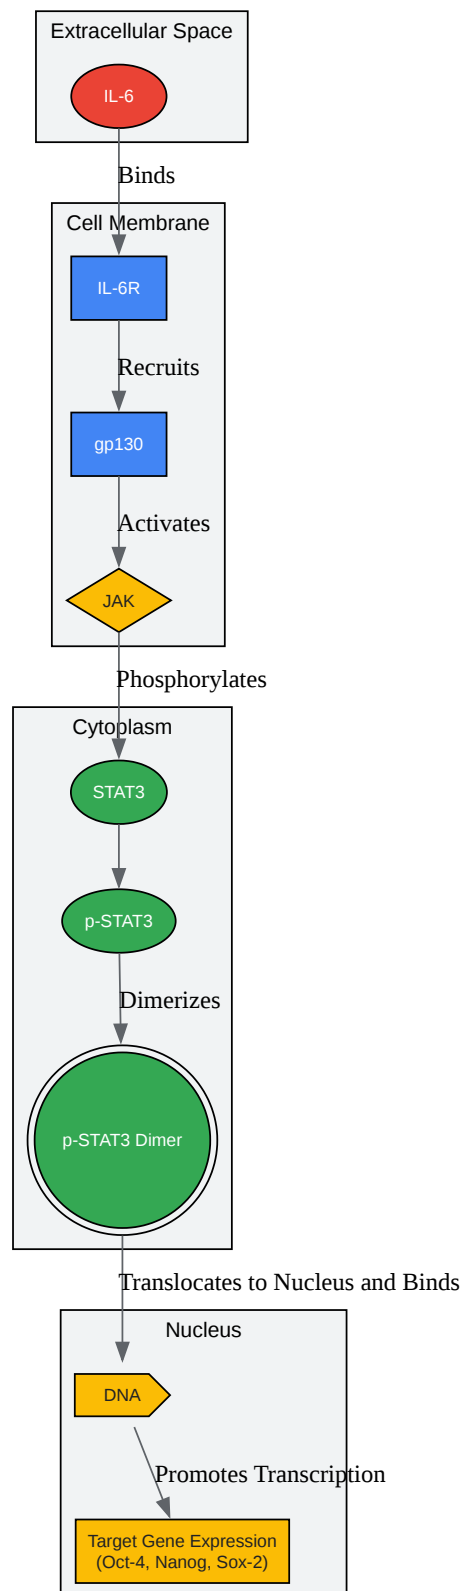 Extracellular Space
IL-6
Binds
Cell Membrane
IL-6R
Recruits
gp130
Activates
JAK
Phosphorylates
Cytoplasm
STAT3
p-STAT3
Dimerizes
p-STAT3 Dimer
Translocates to Nucleus and Binds
Nucleus
DNA
Promotes Transcription
Target Gene Expression
(Oct-4, Nanog, Sox-2)